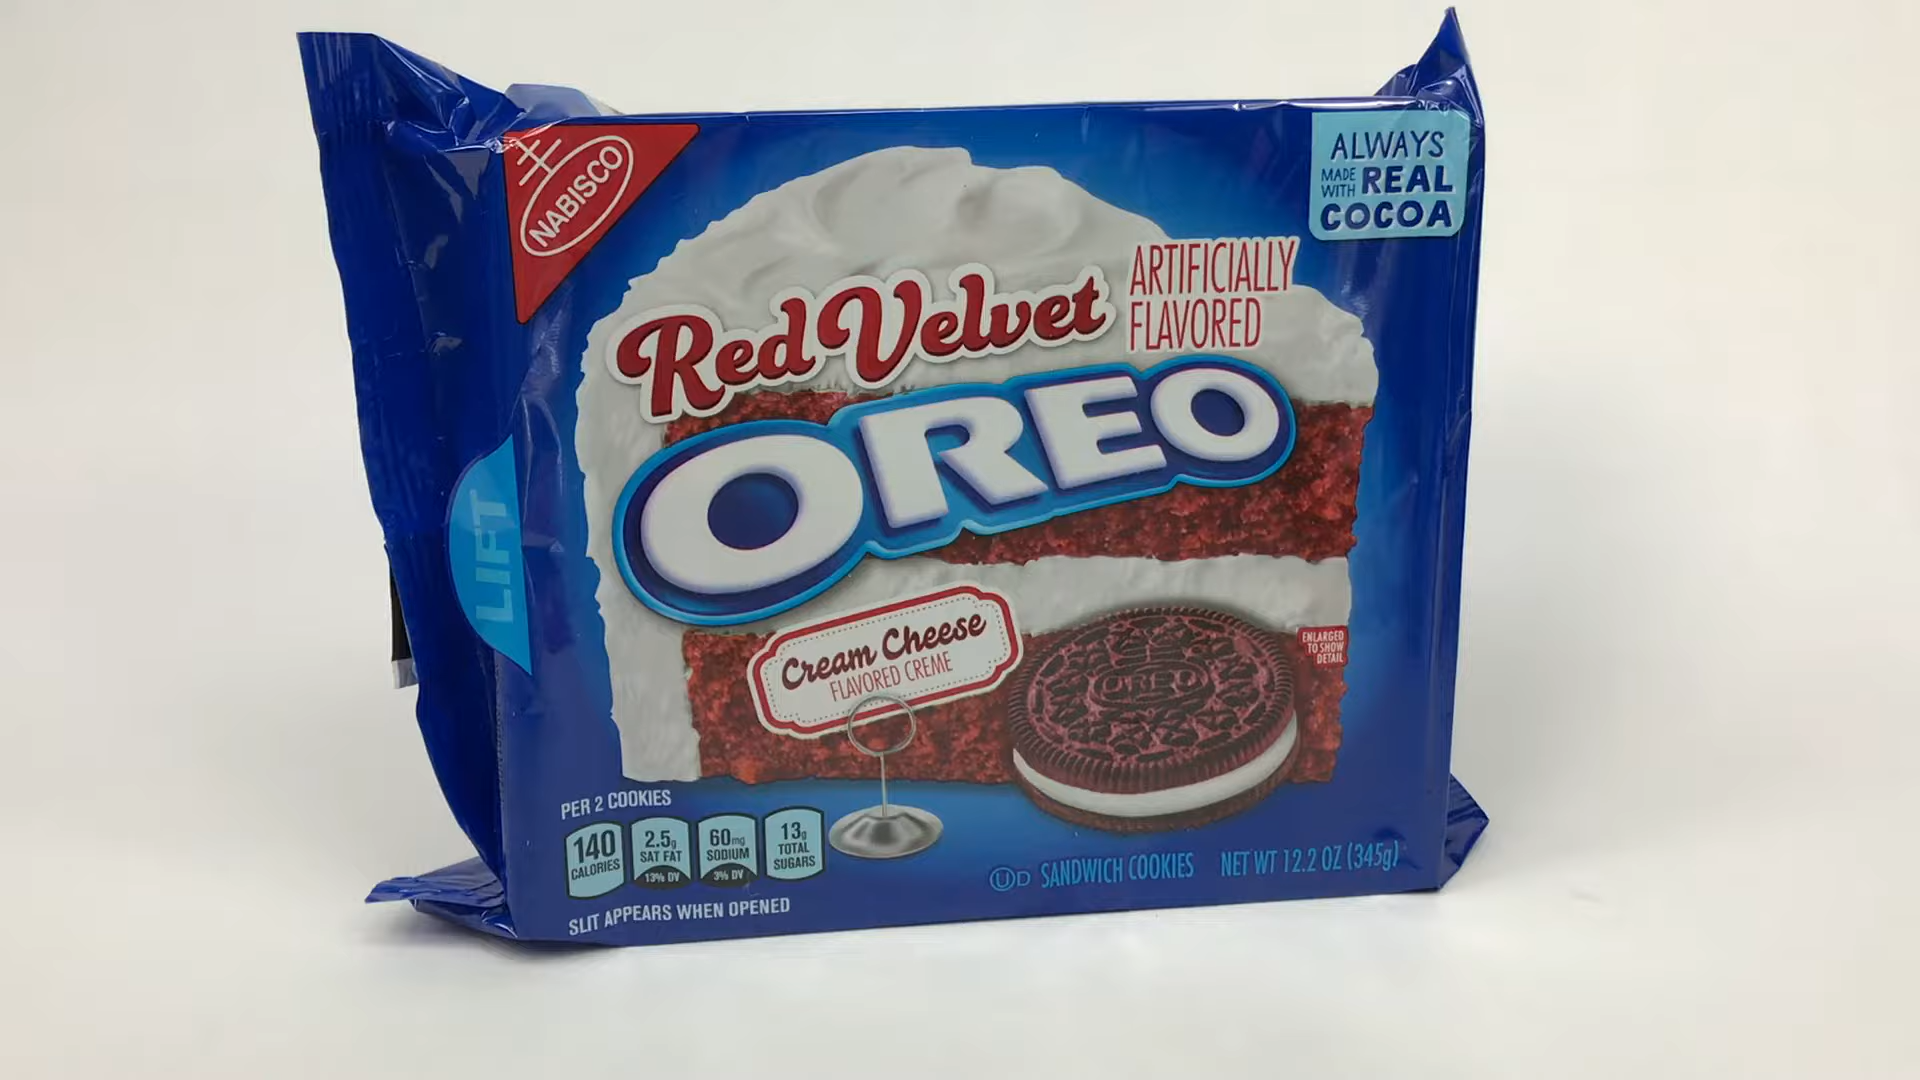 NABISCO
ALWAYS
MADE WITH REAL
COCOA
Red Velvet
ARTIFICIALLY
FLAVORED
OREO
LIFT
Cream Cheese
FLAVORED CREME
OREO
ENLARGED
TO SHOW
DETAIL
PER 2 COOKIES
140
CALORIES
2.5g
SAT FAT
13% DV
60mg
SODIUM
3% DV
13g
TOTAL
SUGARS
SLIT APPEARS WHEN OPENED
UD SANDWICH COOKIES NET WT 12.2 OZ (345g)